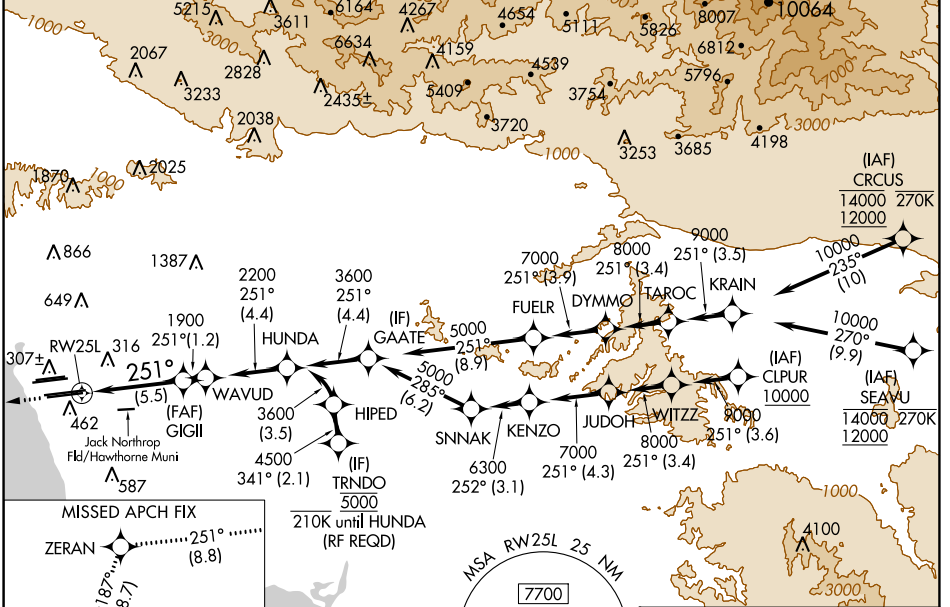 5215
3611
6164
4267
4654
5111
5826
8007
10064
2067
3000
2828
6634
4159
4539
6812
7000
3233
2435±
5409
3754
5796
2038
3720
3000
1000
3253
3685
4198
1870
1000
2025
(IAF)
CRCUS
14000 270K
12000
866
1387
9000
251° (3.5)
8000
251° (3.4)
7000
251° (3.9)
10000
235°
(10)
649
2200
251°
(4.4)
3600
251°
(4.4)
FUELR
DYMMO
TAROC
KRAIN
1900
251° (1.2)
HUNDA
(IF)
GAATE
5000
251°
(8.9)
10000
270°
(9.9)
307±
RW25L
316
251°
(5.5)
WAVUD
5000
285°
(6.2)
(IAF)
CLPUR
10000
(FAF)
GIGII
462
3600
(3.5)
HIPED
SNNAK
KENZO
JUDOH
WITZZ
9000
251° (3.6)
(IAF)
SEAVU
14000 270K
12000
Jack Northrop
Fld/Hawthorne Muni
4500
341° (2.1)
6300
252° (3.1)
7000
251° (4.3)
8000
251° (3.4)
587
(IF)
TRNDO
5000
210K until HUNDA
(RF REQD)
1000
MISSED APCH FIX
ZERAN
251°
(8.8)
187°
8.7)
MSA RW25L 25 NM
7700
4100
3000